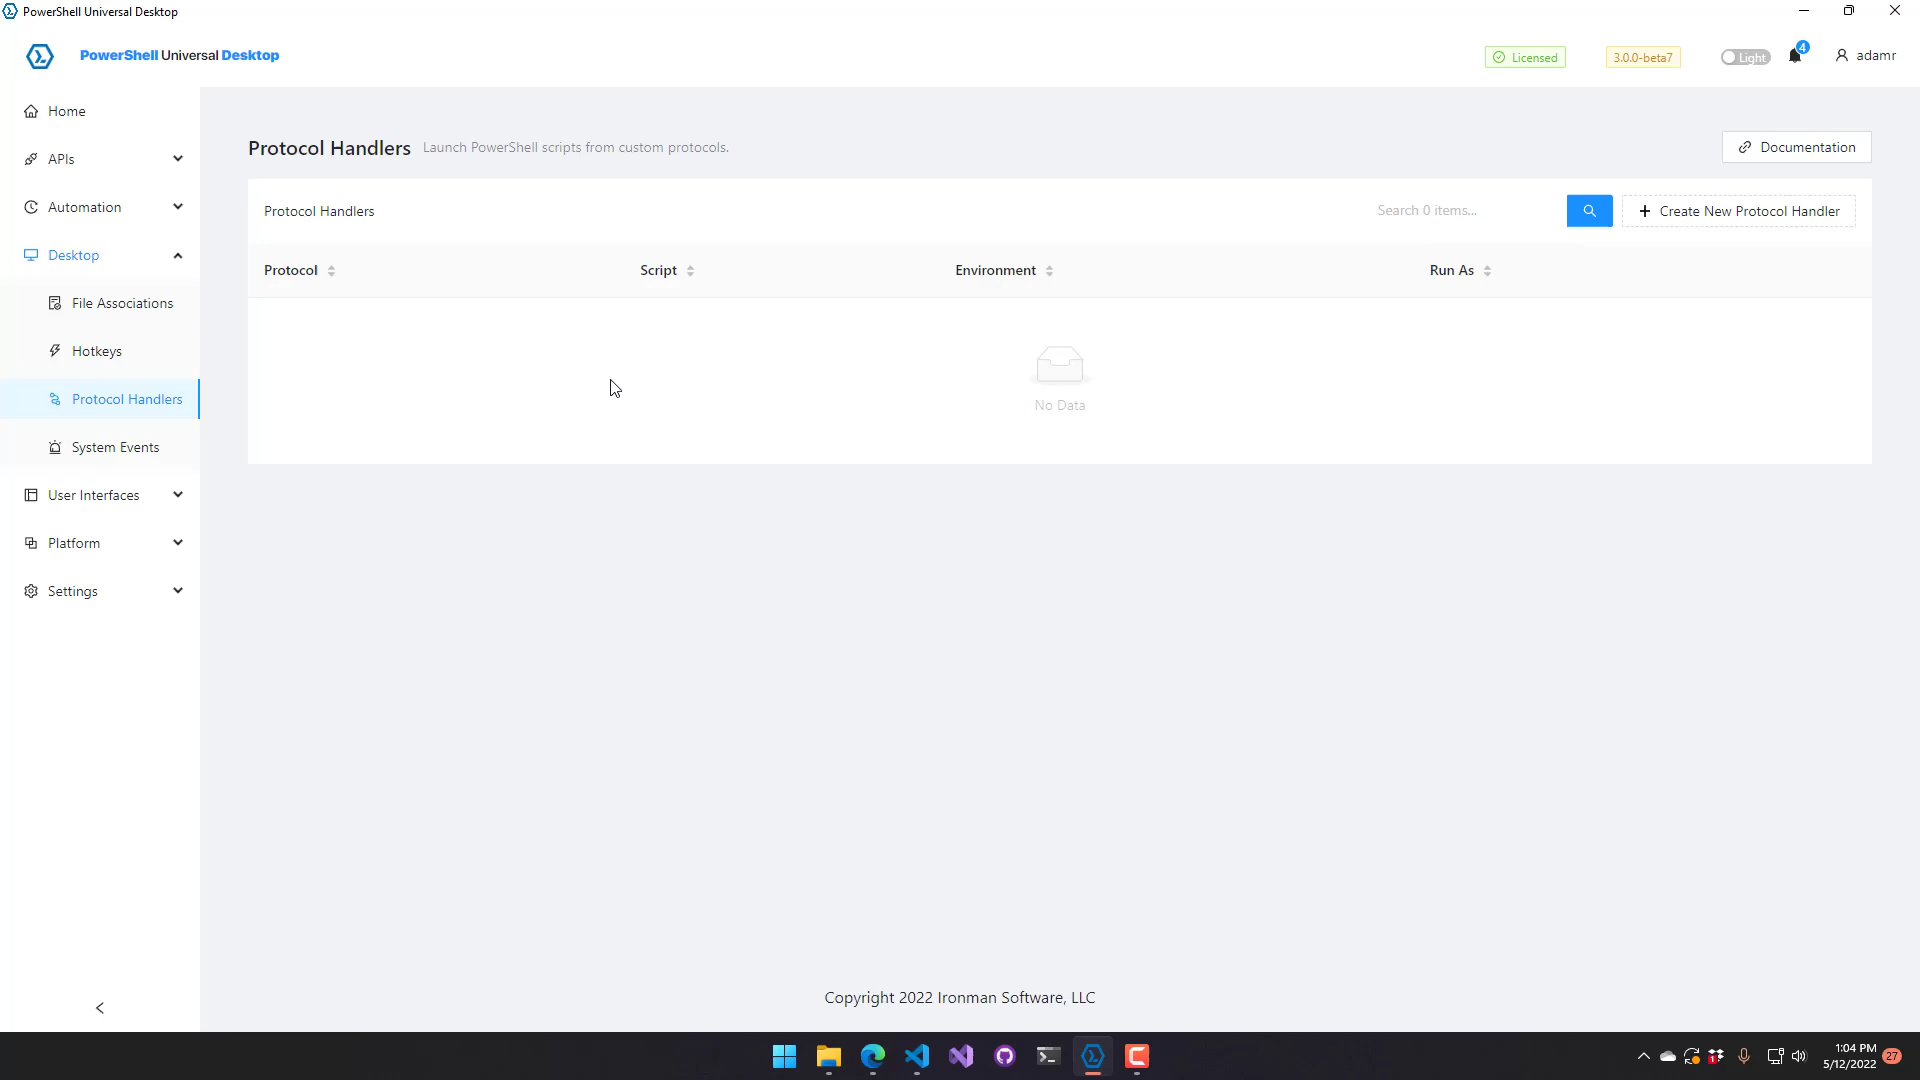 PowerShell Universal Desktop
PowerShell Universal Desktop
Licensed
3.0.0-beta7
Light
4
adamr
Home
APIs
Automation
Desktop
File Associations
Hotkeys
Protocol Handlers
System Events
User Interfaces
Platform
Settings
Protocol Handlers Launch PowerShell scripts from custom protocols.
Documentation
Protocol Handlers
Search 0 items...
Create New Protocol Handler
Protocol Script Environment Run As
No Data
Copyright 2022 Ironman Software, LLC
1:04 PM
5/12/2022
27